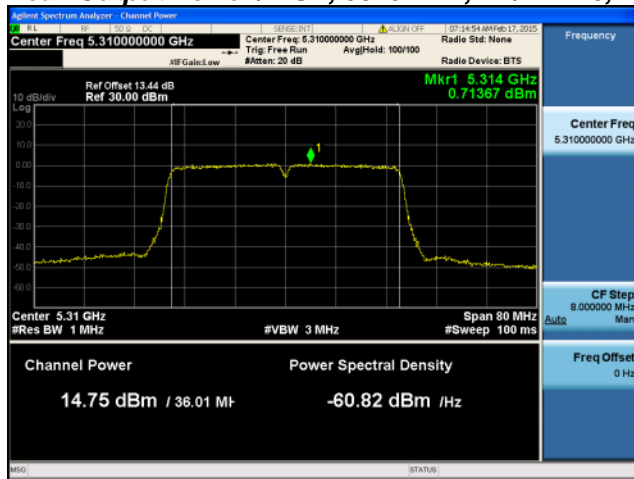 Agilent Spectrum Analyzer - Channel Power
RL RF 50 Ω DC SENSE:INT ALIGN OFF 07:14:54 AM Feb 17, 2015
Center Freq 5.310000000 GHz
Center Freq: 5.310000000 GHz
Radio Std: None
Trig: Free Run Avg|Hold: 100/100
#IFGain:Low #Atten: 20 dB Radio Device: BTS
Frequency
Mkr1 5.314 GHz
0.71367 dBm
Ref Offset 13.44 dB
10 dB/div Ref 30.00 dBm
Log
20.0
10.0
1
0.00
-10.0
-20.0
-30.0
-40.0
-50.0
-60.0
Center 5.31 GHz Span 80 MHz
#Res BW 1 MHz #VBW 3 MHz #Sweep 100 ms
Center Freq
5.310000000 GHz
CF Step
8.000000 MHz
Auto Man
Freq Offset
0 Hz
Channel Power Power Spectral Density
14.75 dBm / 36.01 MH -60.82 dBm /Hz
MSG STATUS